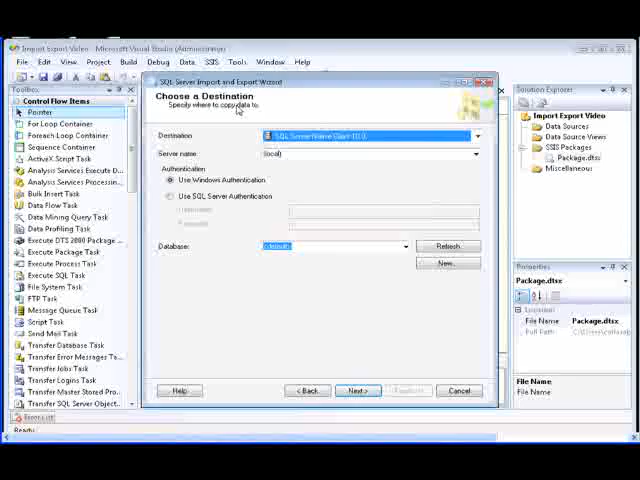 Import Export Video - Microsoft Visual Studio (Administrator)
File Edit View Project Build Debug Data SSIS Tools Window Help
Toolbox
Control Flow Items
Pointer
For Loop Container
Foreach Loop Container
Sequence Container
ActiveX Script Task
Analysis Services Execute D...
Analysis Services Processin...
Bulk Insert Task
Data Flow Task
Data Mining Query Task
Data Profiling Task
Execute DTS 2000 Package ...
Execute Package Task
Execute Process Task
Execute SQL Task
File System Task
FTP Task
Message Queue Task
Script Task
Send Mail Task
Transfer Database Task
Transfer Error Messages Ta...
Transfer Jobs Task
Transfer Logins Task
Transfer Master Stored Pro...
Transfer SQL Server Object...
Error List
Ready
SQL Server Import and Export Wizard
Choose a Destination
Specify where to copy data to.
Destination: SQL Server Native Client 10.0
Server name: (local)
Authentication
Use Windows Authentication
Use SQL Server Authentication
Database: <default>
Refresh
New...
Help < Back Next > Cancel
Solution Explorer
Import Export Video
Data Sources
Data Source Views
SSIS Packages
Package.dtsx
Miscellaneous
Properties
Package.dtsx
File Name Package.dtsx
Full Path
File Name